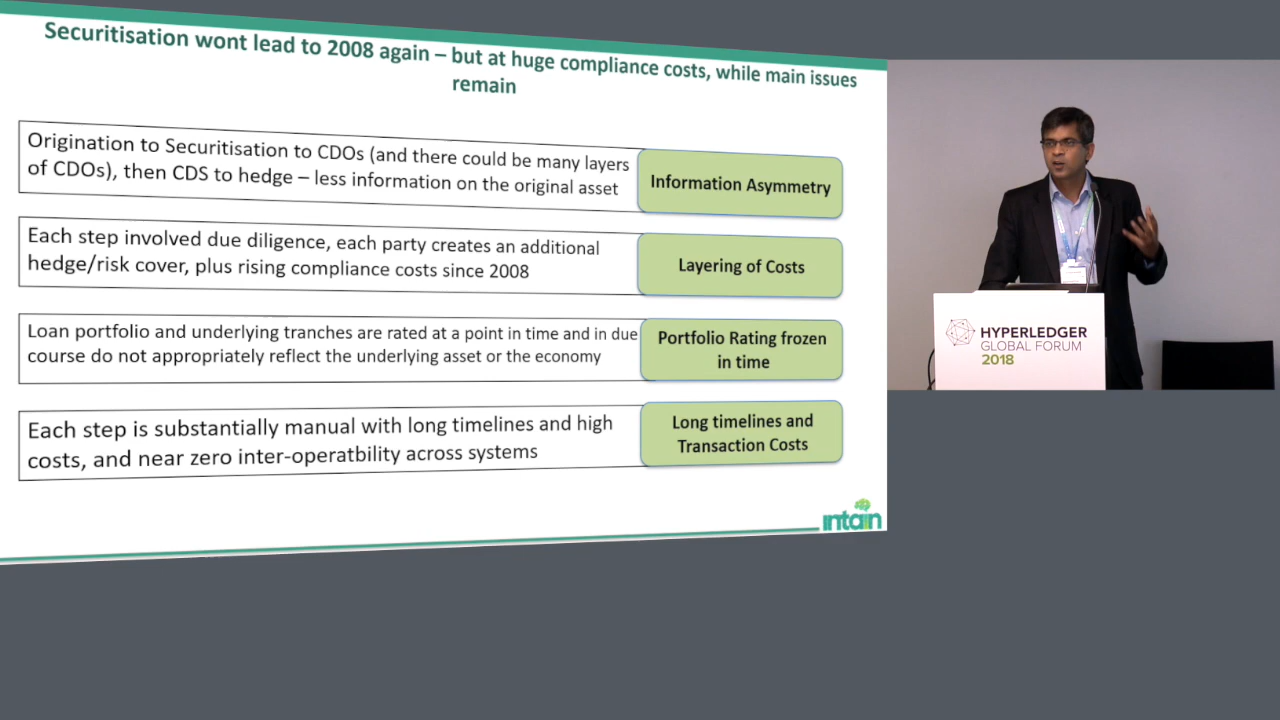 Securitisation wont lead to 2008 again – but at huge compliance costs, while main issues
remain
Origination to Securitisation to CDOs (and there could be many layers
of CDOs), then CDS to hedge – less information on the original asset
Information Asymmetry
Each step involved due diligence, each party creates an additional
hedge/risk cover, plus rising compliance costs since 2008
Layering of Costs
Loan portfolio and underlying tranches are rated at a point in time and in due
course do not appropriately reflect the underlying asset or the economy
Portfolio Rating frozen
in time
Each step is substantially manual with long timelines and high
costs, and near zero inter-operatbility across systems
Long timelines and
Transaction Costs
intain
HYPERLEDGER
GLOBAL FORUM
2018